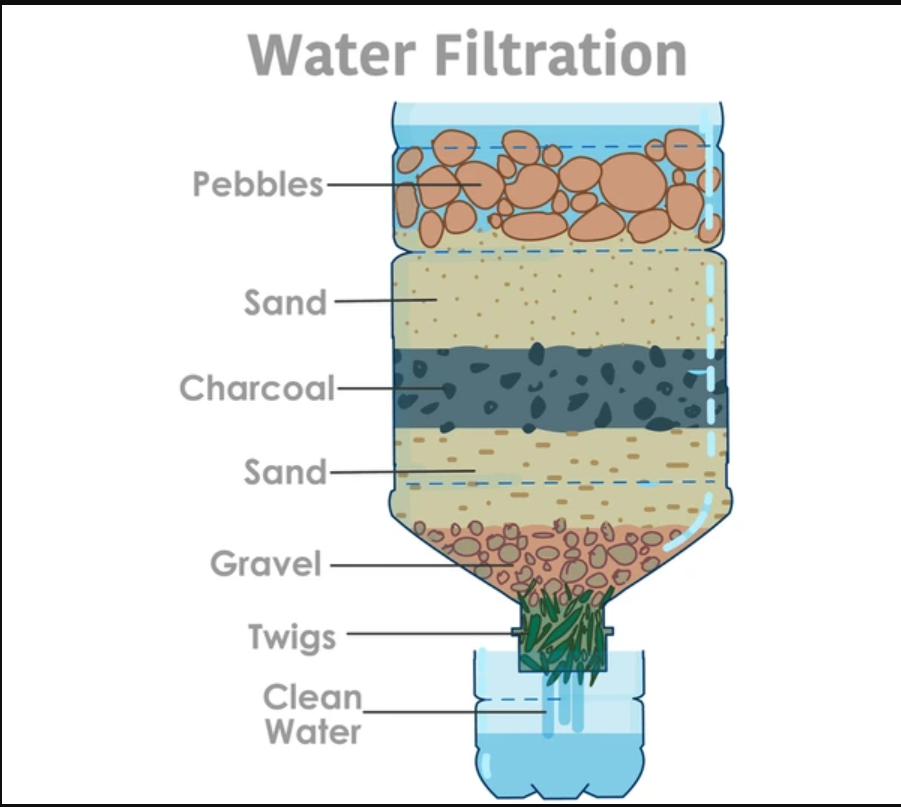 Water Filtration
Pebbles
Sand
Charcoal
Sand
Gravel
Twigs
Clean
Water